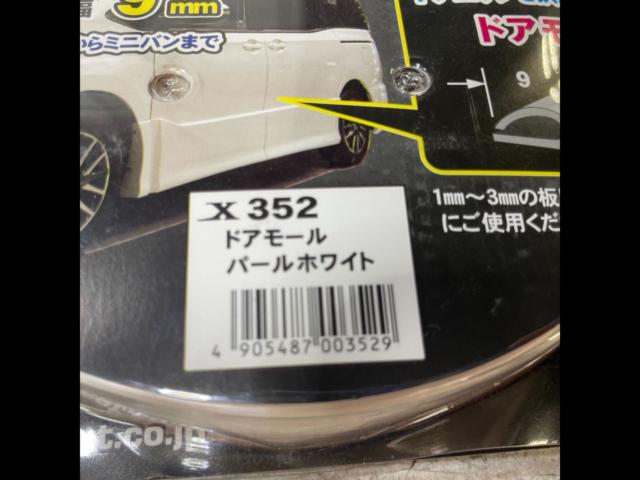 9mm
からミニバンまで
ドアモ
9
1mm～3mmの板
にご使用くだ
X 352
ドアモール
パールホワイト
4 905487 003529
t.co.jp